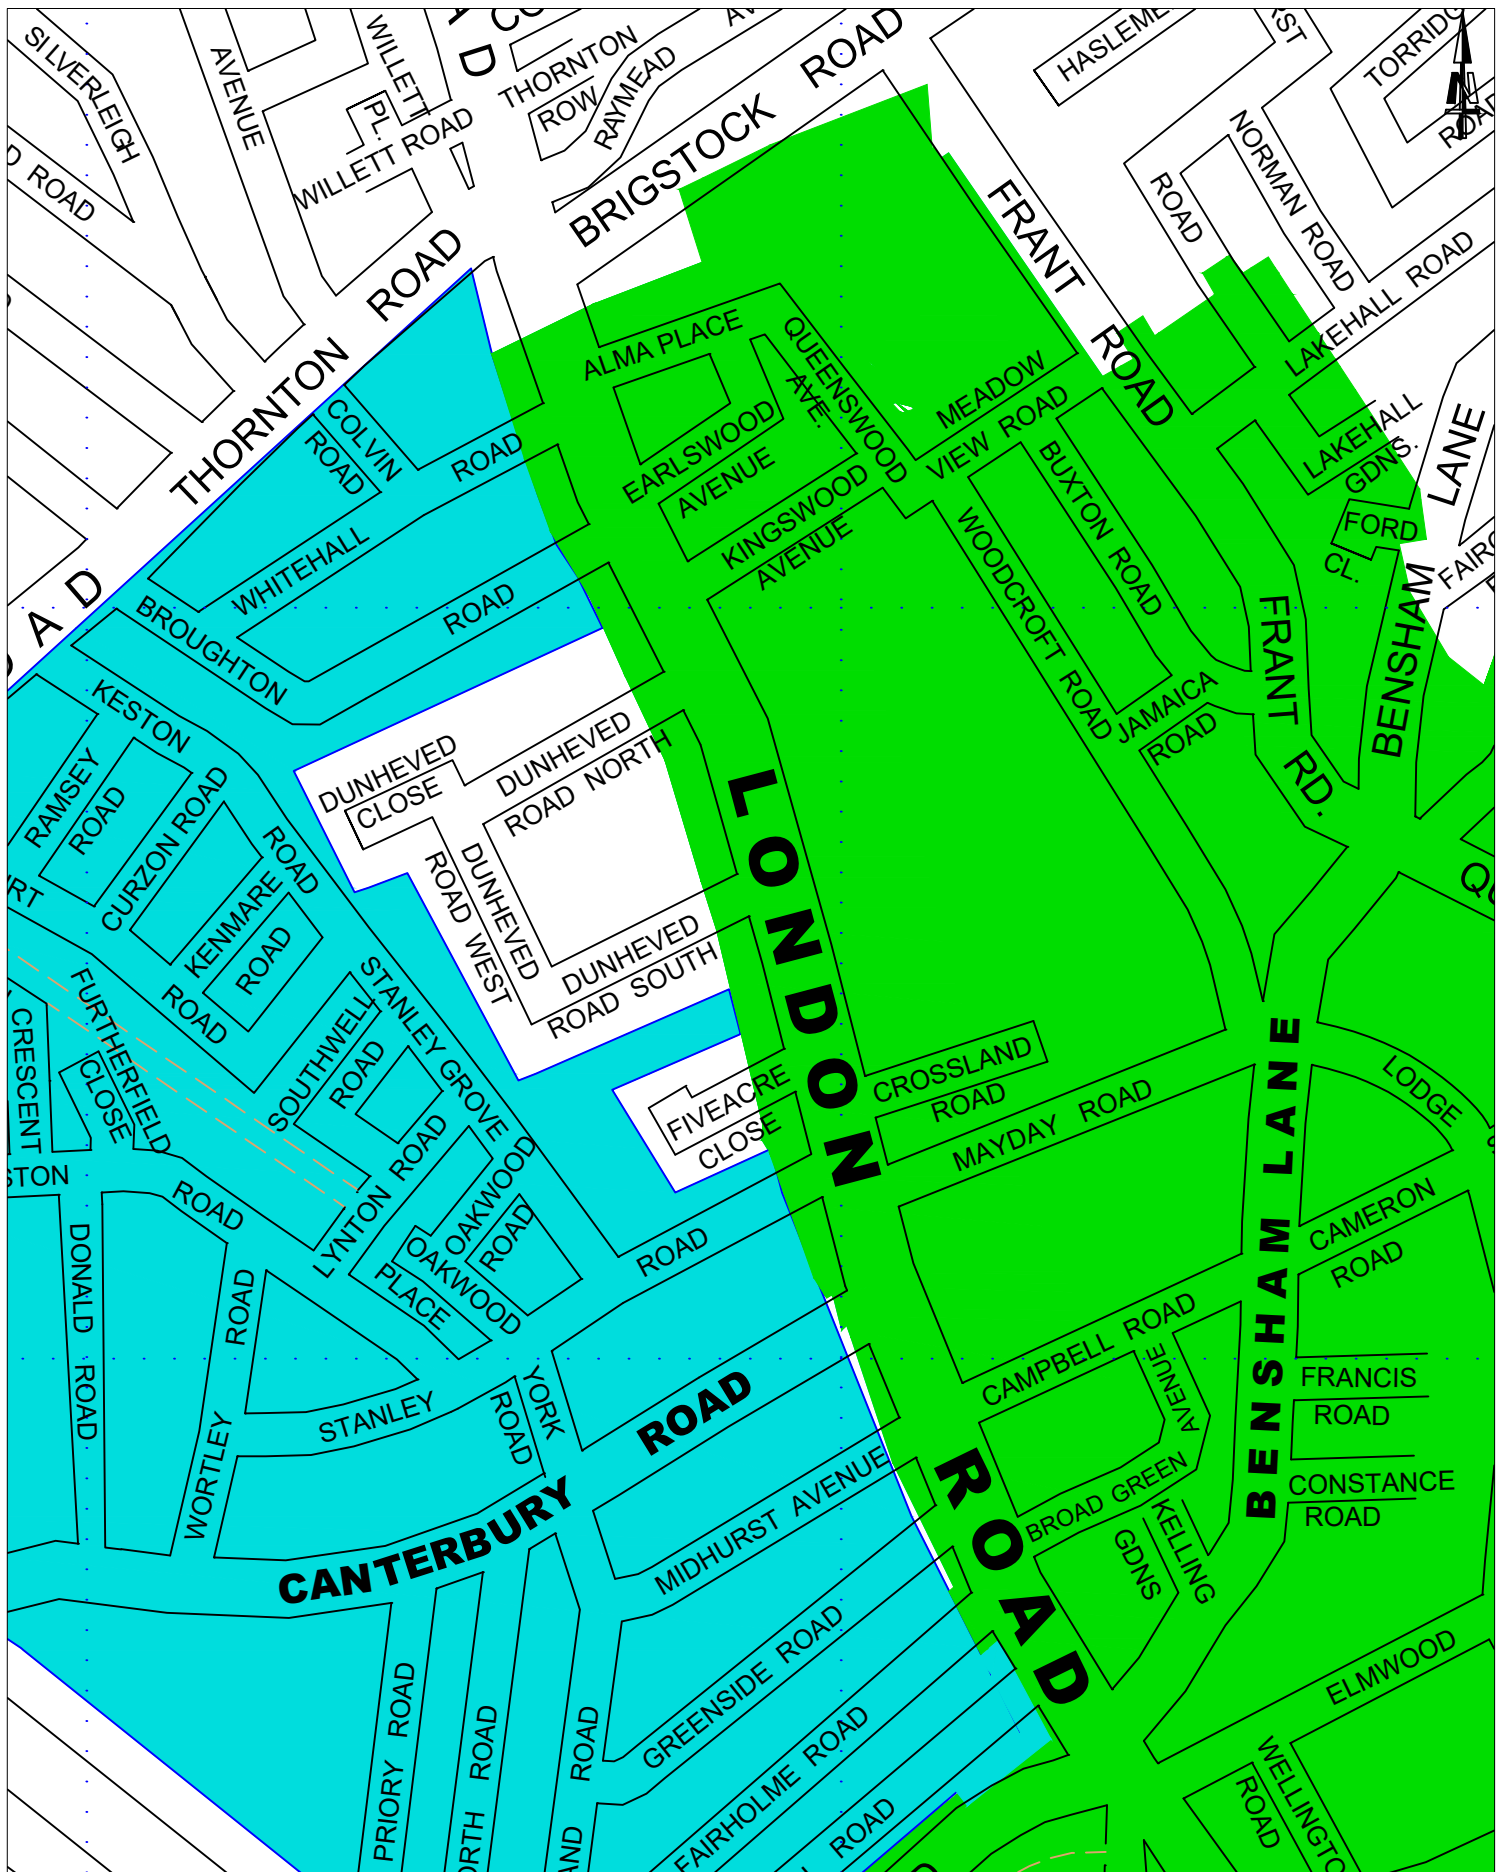 SILVERLEIGH
AVENUE
WILLETT
PL.
WILLETT ROAD
THORNTON
ROW
RAYMEAD
BRIGSTOCK ROAD
ROAD
THORNTON ROAD
FRANT ROAD
ROAD
NORMAN ROAD
LAKEHALL ROAD
LAKEHALL
GDNS.
FORD
CL.
LANE
BENSHAM
ALMA PLACE
QUEENSWOOD
AVE.
EARLSWOOD
AVENUE
KINGSWOOD
AVENUE
MEADOW
VIEW ROAD
BUXTON ROAD
WOODCROFT ROAD
JAMAICA
ROAD
FRANT RD.
COLVIN
ROAD
WHITEHALL ROAD
BROUGHTON ROAD
KESTON
ROAD
RAMSEY
ROAD
CURZON ROAD
KENMARE
ROAD
ROAD
SOUTHWELL
ROAD
STANLEY GROVE
DUNHEVED
CLOSE
DUNHEVED
ROAD NORTH
DUNHEVED
ROAD WEST
DUNHEVED
ROAD SOUTH
FIVEACRE
CLOSE
LONDON
ROAD
CROSSLAND
ROAD
MAYDAY ROAD
BENSHAM LANE
LODGE
CAMERON
ROAD
CAMPBELL ROAD
AVENUE
BROAD GREEN
FRANCIS
ROAD
CONSTANCE
ROAD
KELLING
GDNS
ELMWOOD
WELLINGTO
ROAD
CRESCENT
FURTHERFIELD
CLOSE
ROAD
LYNTON ROAD
OAKWOOD
ROAD
OAKWOOD
PLACE
DONALD ROAD
WORTLEY ROAD
STANLEY ROAD
YORK
ROAD
CANTERBURY ROAD
MIDHURST AVENUE
PRIORY ROAD
ORTH ROAD
AND ROAD
GREENSIDE ROAD
FAIRHOLME ROAD
ROAD